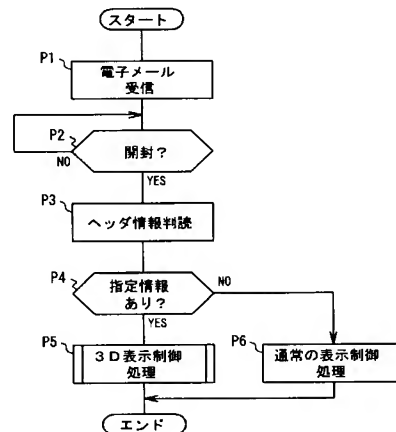 スタート
P1
電子メール
受信
P2
開封?
NO
YES
P3
ヘッダ情報判読
P4
指定情報
あり?
NO
YES
P5
3D表示制御
処理
P6
通常の表示制御
処理
エンド